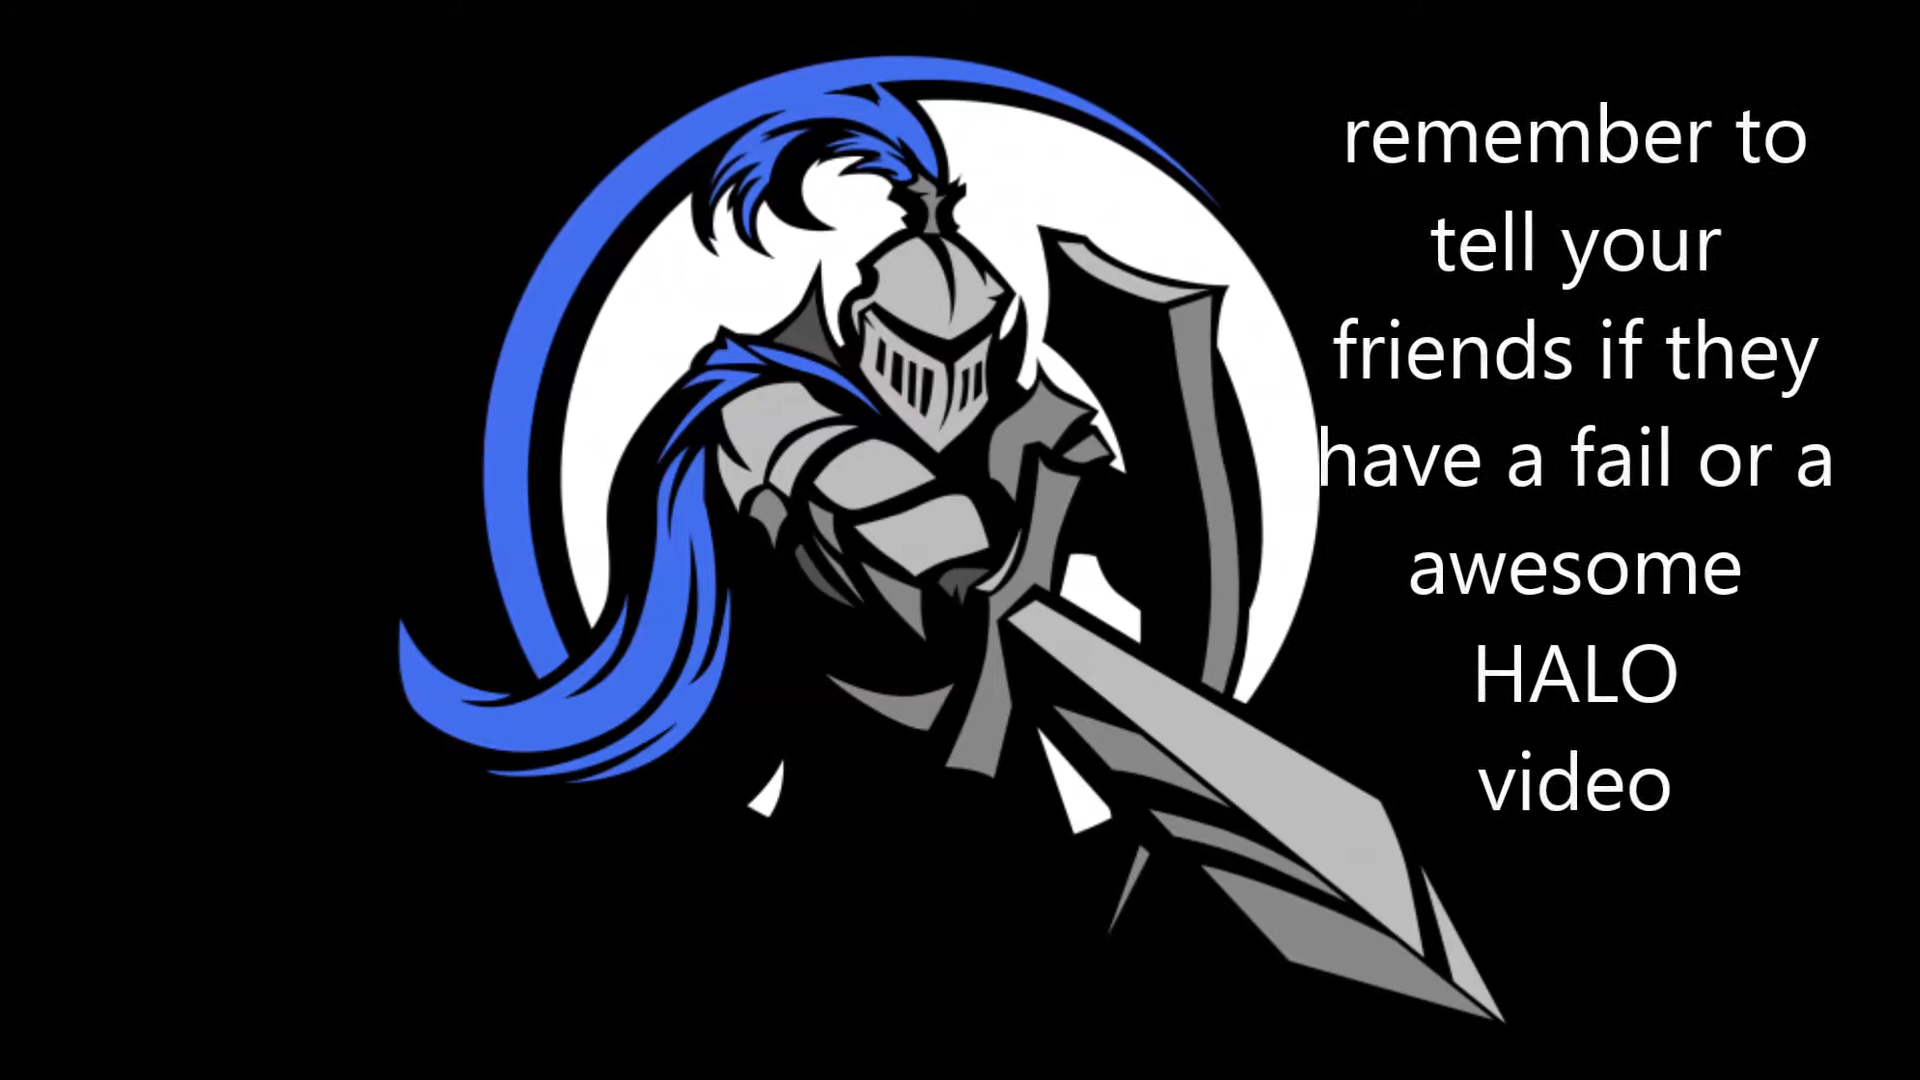 remember to
tell your
friends if they
have a fail or a
awesome
HALO
video